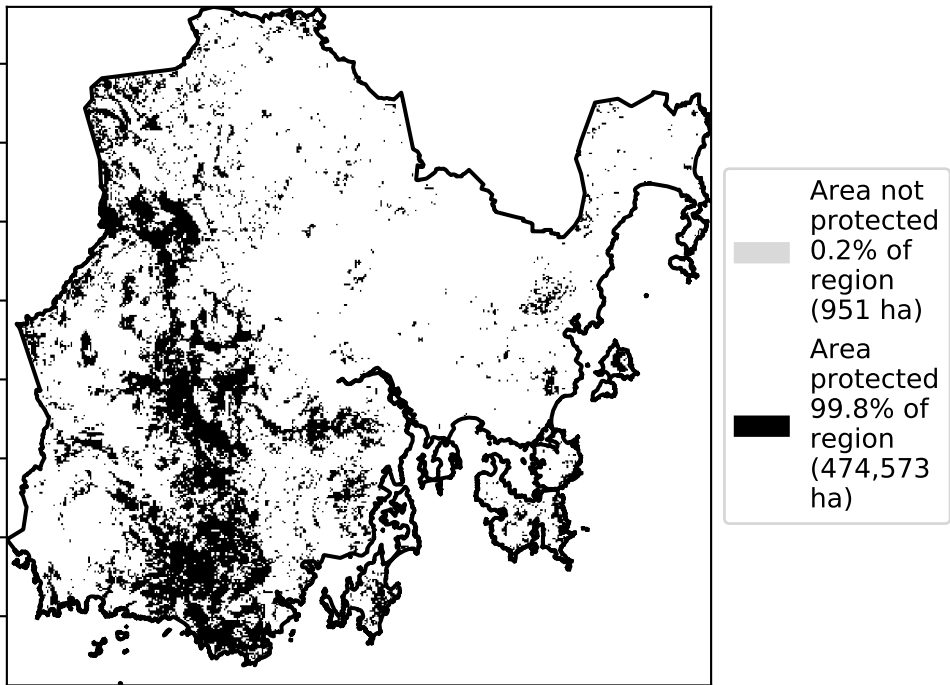 Area not
protected
0.2% of
region
(951 ha)
Area
protected
99.8% of
region
(474,573
ha)